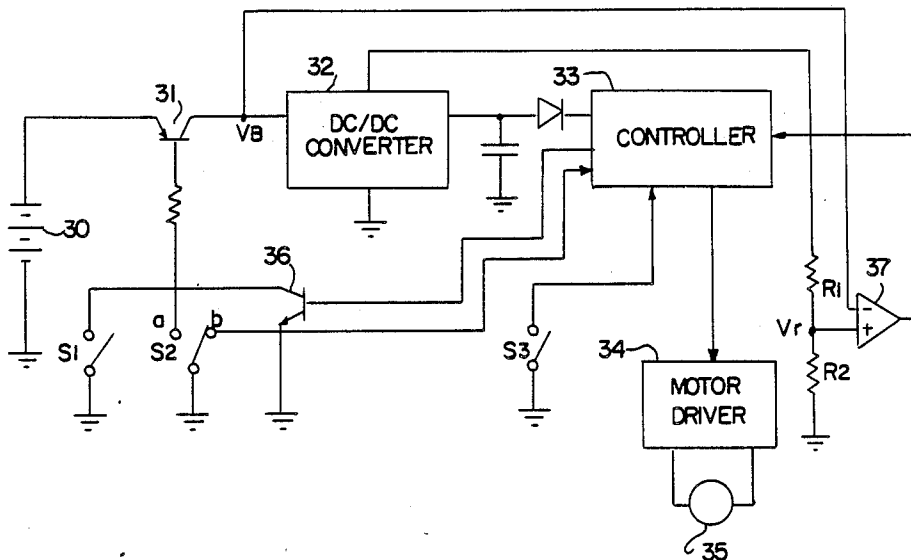 31
32
33
VB
DC/DC
CONVERTER
CONTROLLER
30
36
a
b
S1
S2
S3
R1
37
-
+
Vr
R2
34
MOTOR
DRIVER
35